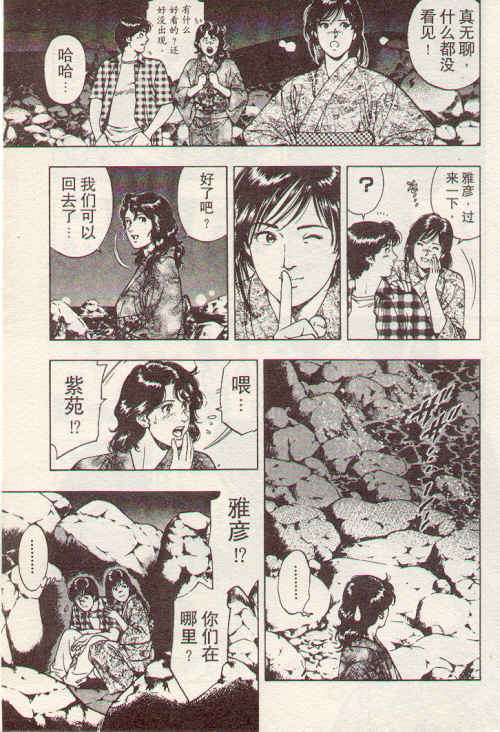 真无聊，
什么都没
看见！
有什么
好看的？还
好没出现。
哈哈…
雅彦，过
来一下，
？
好了吧？
我们可以
回去了…
喂…
紫苑!?
………
雅彦!?
你们在
哪里？
………